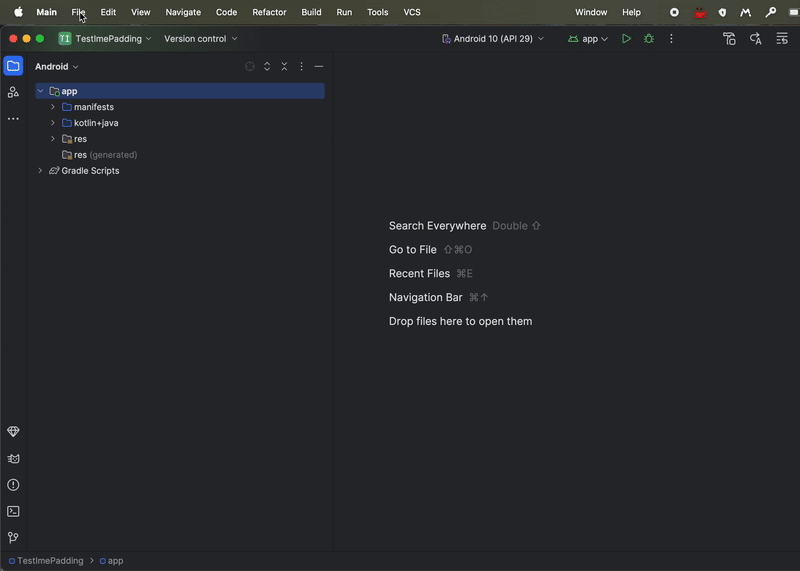 Main File Edit View Navigate Code Refactor Build Run Tools VCS Window Help
TI TestImePadding Version control Android 10 (API 29) app
Android
app
manifests
kotlin+java
res
res (generated)
Gradle Scripts
Search Everywhere Double ⇧
Go to File ⇧⌘O
Recent Files ⌘E
Navigation Bar ⌘↑
Drop files here to open them
TestImePadding > app